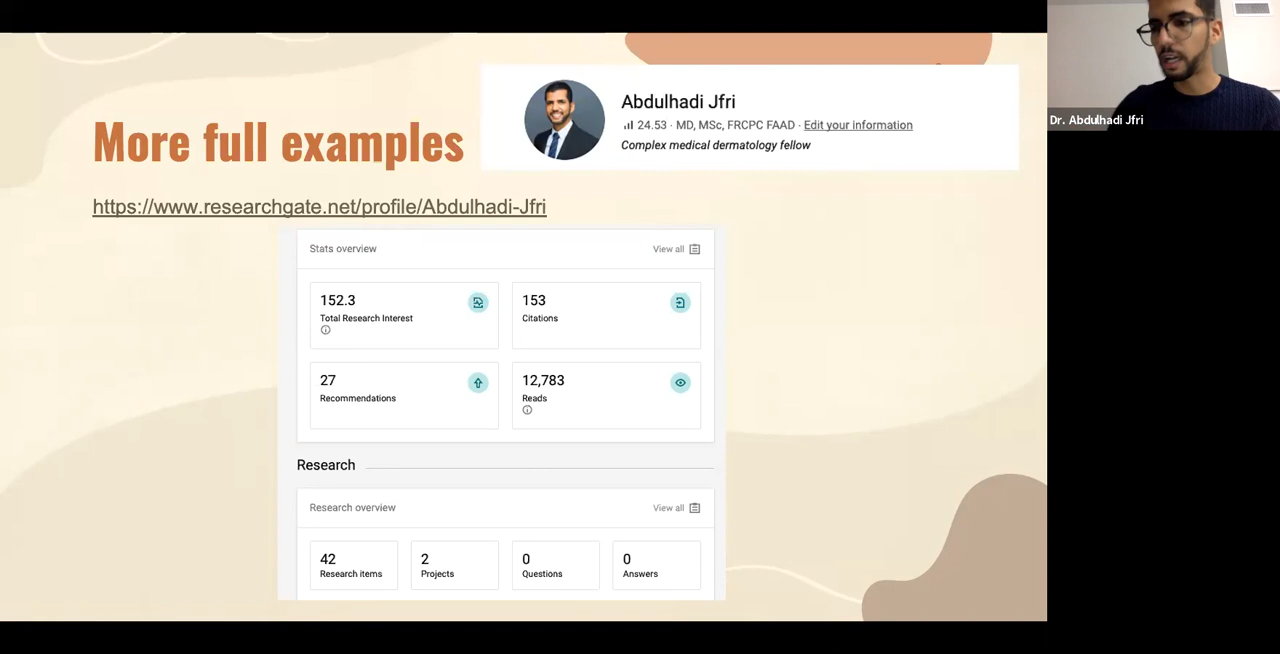 Abdulhadi Jfri
24.53 · MD, MSc, FRCPC FAAD · Edit your information
Complex medical dermatology fellow
More full examples
https://www.researchgate.net/profile/Abdulhadi-Jfri
Stats overview
View all
152.3
Total Research Interest
153
Citations
27
Recommendations
12,783
Reads
Research
Research overview
View all
42
Research items
2
Projects
0
Questions
0
Answers
Dr. Abdulhadi Jfri